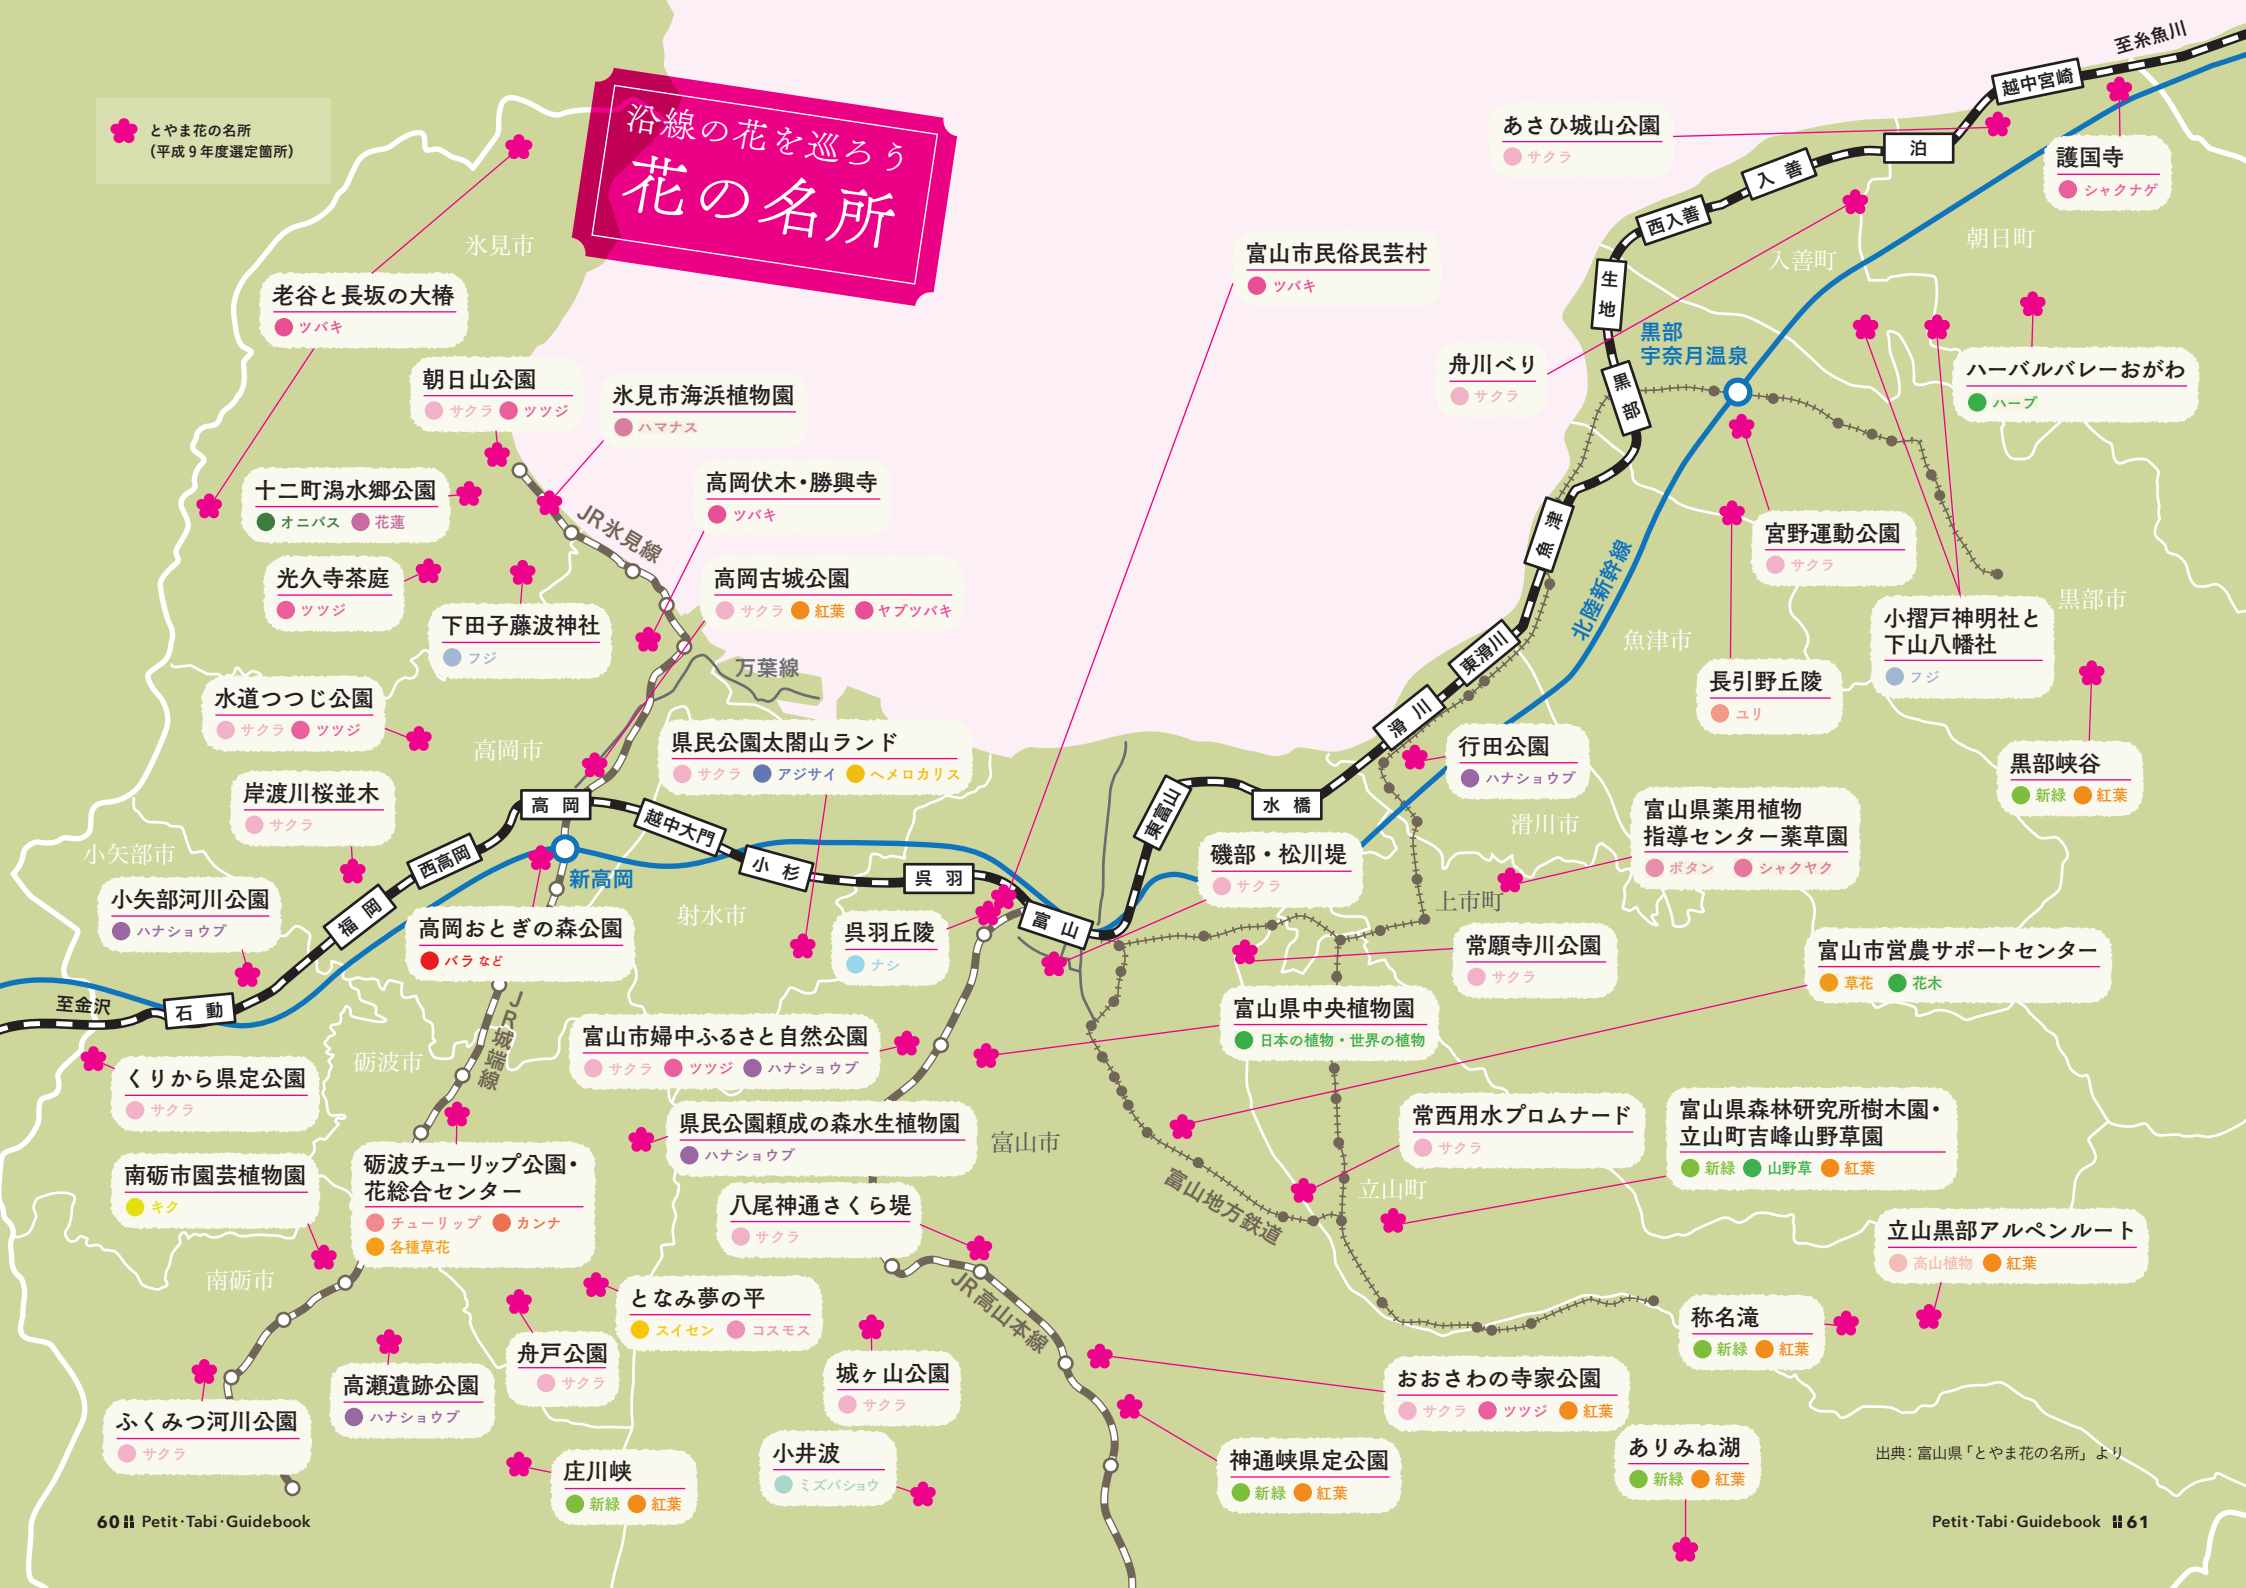 沿線の花を巡ろう
花の名所
とやま花の名所
(平成9年度選定箇所)
氷見市
老谷と長坂の大椿
ツバキ
朝日山公園
サクラ ツツジ
氷見市海浜植物園
ハマナス
十二町潟水郷公園
オニバス 花蓮
高岡伏木・勝興寺
ツバキ
JR氷見線
光久寺茶庭
ツツジ
下田子藤波神社
フジ
高岡古城公園
サクラ 紅葉 ヤブツバキ
万葉線
水道つつじ公園
サクラ ツツジ
高岡市
県民公園太閤山ランド
サクラ アジサイ ヘメロカリス
岸渡川桜並木
サクラ
小矢部市
小矢部河川公園
ハナショウブ
至金沢
石動
福岡
西高岡
高岡
越中大門
小杉
呉羽
富山
東富山
水橋
滑川
東滑川
魚津
黒部
生地
西入善
入善
泊
越中宮崎
至糸魚川
新高岡
高岡おとぎの森公園
バラ など
射水市
呉羽丘陵
ナシ
JR城端線
砺波市
くりから県定公園
サクラ
富山市婦中ふるさと自然公園
サクラ ツツジ ハナショウブ
県民公園頼成の森水生植物園
ハナショウブ
南砺市園芸植物園
キク
砺波チューリップ公園・
花総合センター
チューリップ カンナ
各種草花
八尾神通さくら堤
サクラ
南砺市
となみ夢の平
スイセン コスモス
舟戸公園
サクラ
高瀬遺跡公園
ハナショウブ
ふくみつ河川公園
サクラ
庄川峡
新緑 紅葉
城ヶ山公園
サクラ
小井波
ミズバショウ
JR高山本線
富山市
富山市民俗民芸村
ツバキ
あさひ城山公園
サクラ
護国寺
シャクナゲ
朝日町
入善町
舟川べり
サクラ
黒部
宇奈月温泉
ハーバルバレーおがわ
ハーブ
宮野運動公園
サクラ
北陸新幹線
小摺戸神明社と
下山八幡社
フジ
黒部市
魚津市
長引野丘陵
ユリ
黒部峡谷
新緑 紅葉
行田公園
ハナショウブ
滑川市
富山県薬用植物
指導センター薬草園
ボタン シャクヤク
磯部・松川堤
サクラ
上市町
常願寺川公園
サクラ
富山市営農サポートセンター
草花 花木
富山県中央植物園
日本の植物・世界の植物
常西用水プロムナード
サクラ
富山県森林研究所樹木園・
立山町吉峰山野草園
新緑 山野草 紅葉
富山地方鉄道
立山町
立山黒部アルペンルート
高山植物 紅葉
称名滝
新緑 紅葉
おおさわの寺家公園
サクラ ツツジ 紅葉
神通峡県定公園
新緑 紅葉
ありみね湖
新緑 紅葉
出典：富山県「とやま花の名所」より
60 Petit・Tabi・Guidebook
Petit・Tabi・Guidebook 61